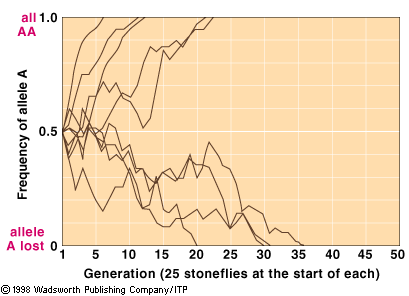 all
AA
1.0
Frequency of allele A
0.5
allele
A lost
0
1 5 10 15 20 25 30 35 40 45 50
Generation (25 stoneflies at the start of each)
©1998 Wadsworth Publishing Company/ITP